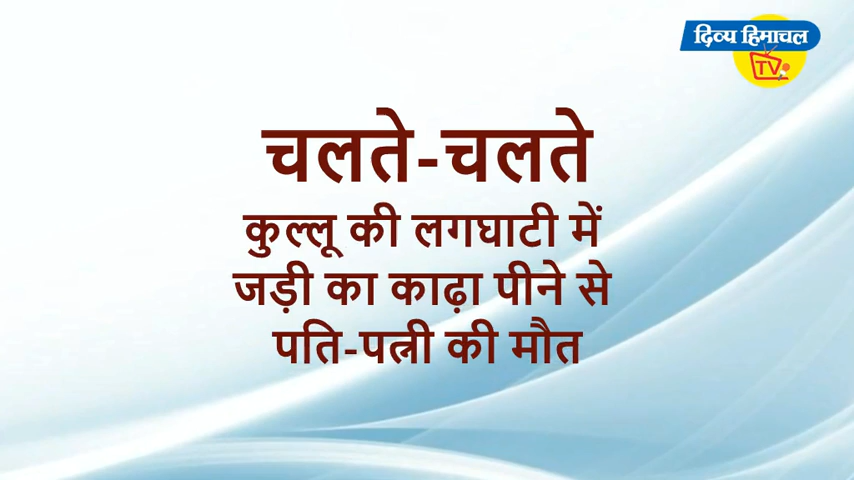 दिव्य हिमाचल
TV
चलते-चलते
कुल्लू की लगघाटी में
जड़ी का काढ़ा पीने से
पति-पत्नी की मौत